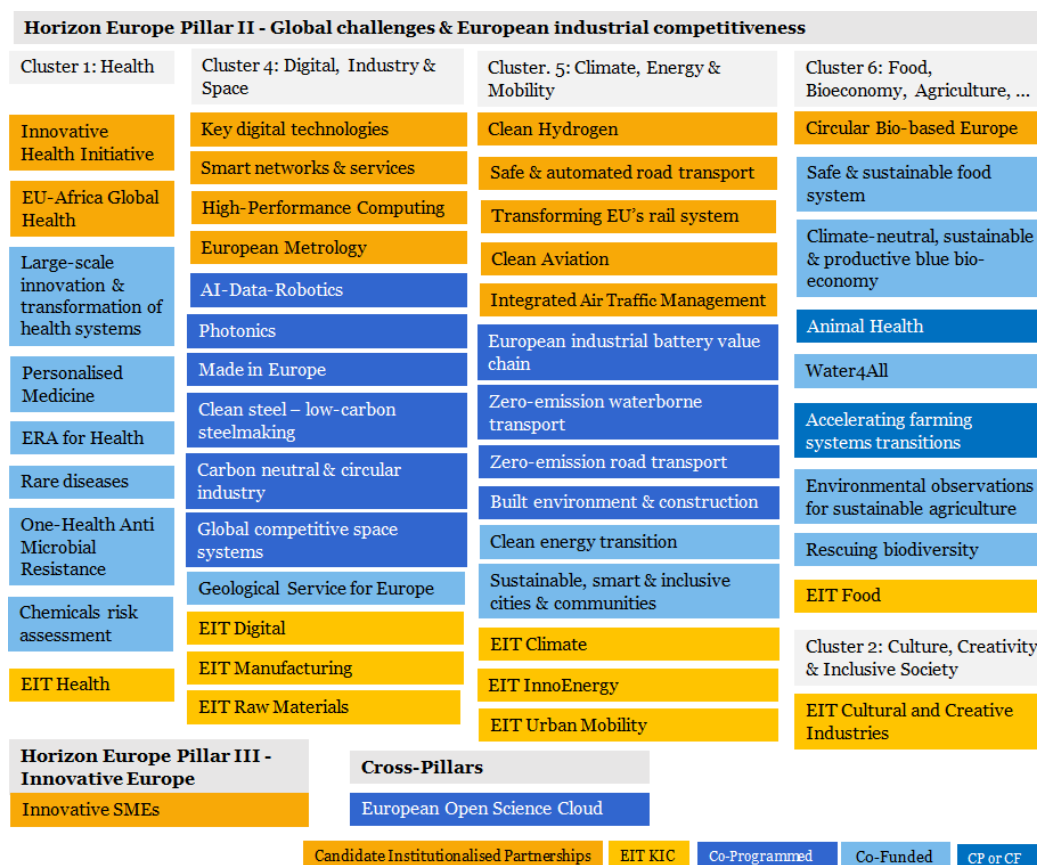 Horizon Europe Pillar II - Global challenges & European industrial competitiveness
Cluster 1: Health
Innovative
Health Initiative
EU-Africa Global
Health
Large-scale
innovation &
transformation of
health systems
Personalised
Medicine
ERA for Health
Rare diseases
One-Health Anti
Microbial
Resistance
Chemicals risk
assessment
EIT Health
Cluster 4: Digital, Industry &
Space
Key digital technologies
Smart networks & services
High-Performance Computing
European Metrology
AI-Data-Robotics
Photonics
Made in Europe
Clean steel – low-carbon
steelmaking
Carbon neutral & circular
industry
Global competitive space
systems
Geological Service for Europe
EIT Digital
EIT Manufacturing
EIT Raw Materials
Cluster. 5: Climate, Energy &
Mobility
Clean Hydrogen
Safe & automated road transport
Transforming EU's rail system
Clean Aviation
Integrated Air Traffic Management
European industrial battery value
chain
Zero-emission waterborne
transport
Zero-emission road transport
Built environment & construction
Clean energy transition
Sustainable, smart & inclusive
cities & communities
EIT Climate
EIT InnoEnergy
EIT Urban Mobility
Cluster 6: Food,
Bioeconomy, Agriculture, ...
Circular Bio-based Europe
Safe & sustainable food
system
Climate-neutral, sustainable
& productive blue bio-
economy
Animal Health
Water4All
Accelerating farming
systems transitions
Environmental observations
for sustainable agriculture
Rescuing biodiversity
EIT Food
Cluster 2: Culture, Creativity
& Inclusive Society
EIT Cultural and Creative
Industries
Horizon Europe Pillar III -
Innovative Europe
Innovative SMEs
Cross-Pillars
European Open Science Cloud
Candidate Institutionalised Partnerships
EIT KIC
Co-Programmed
Co-Funded
CP or CF